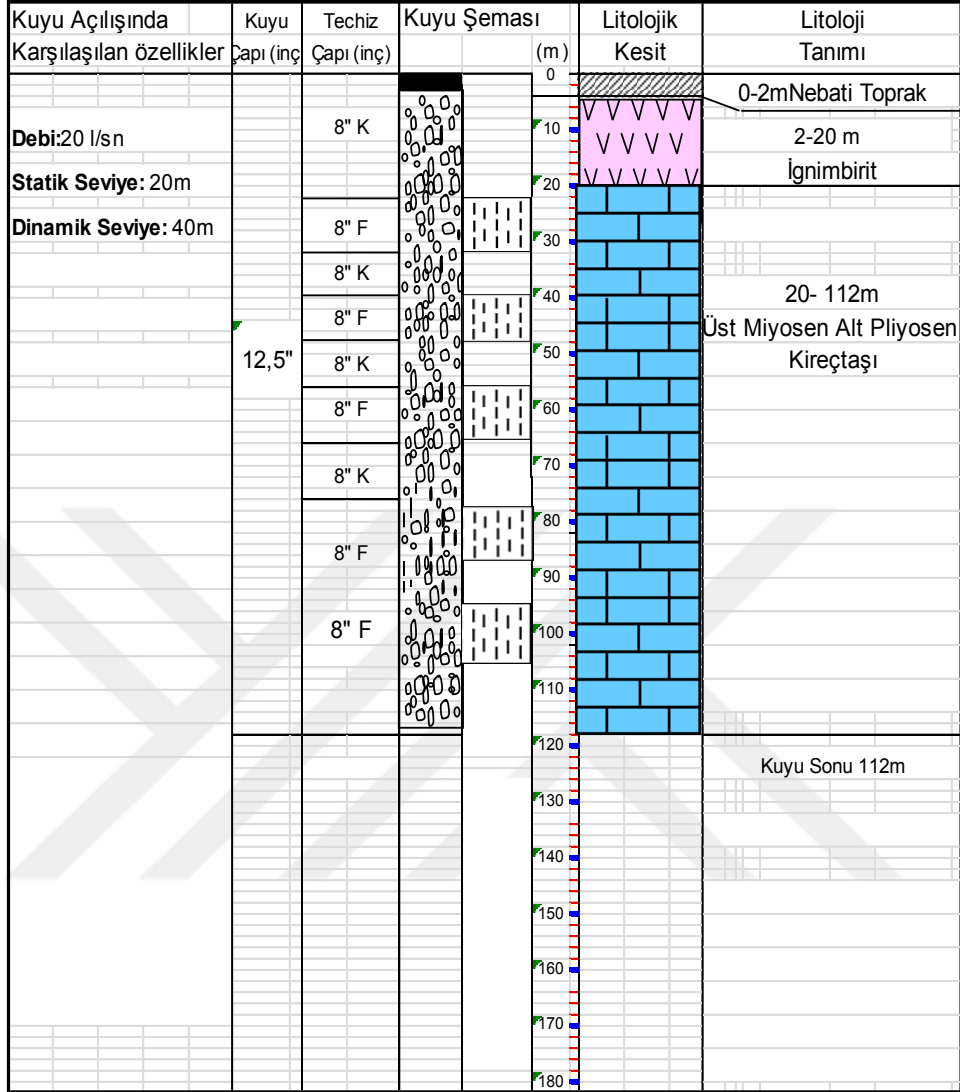 Kuyu Açılışında
Karşılaşılan özellikler
Kuyu
Çapı (inç
Techiz
Çapı (inç)
Kuyu Şeması
(m)
Litolojik
Kesit
Litoloji
Tanımı
0
0-2mNebati Toprak
8" K
10
Debi:20 l/sn
2-20 m
İgnimbirit
Statik Seviye: 20m
20
Dinamik Seviye: 40m
8" F
30
8" K
40
20- 112m
8" F
Üst Miyosen Alt Pliyosen
Kireçtaşı
12,5"
50
8" K
8" F
60
70
8" K
80
8" F
90
8" F
100
110
120
Kuyu Sonu 112m
130
140
150
160
170
180